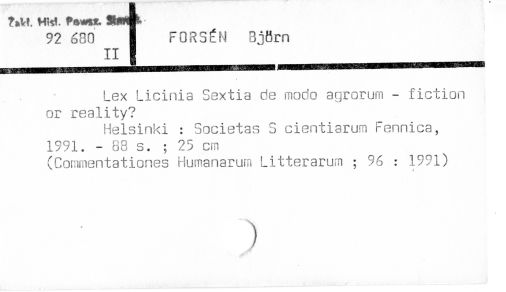 Zakł. Hist. Powsz. 
92 680
II
FORSÉN Björn
Lex Licinia Sextia de modo agrorum - fiction
or reality?
Helsinki : Societas S cientiarum Fennica,
1991. - 88 s. ; 25 cm
(Commentationes Humanarum Litterarum ; 96 : 1991)